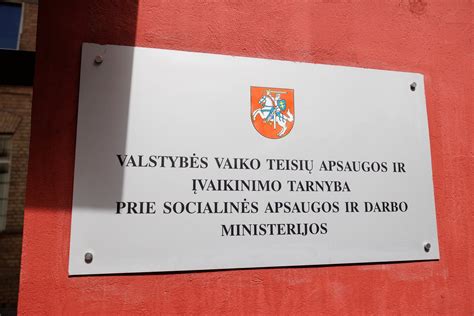 VALSTYBĖS VAIKO TEISIŲ APSAUGOS IR
ĮVAIKINIMO TARNYBA
PRIE SOCIALINĖS APSAUGOS IR DARBO
MINISTERIJOS